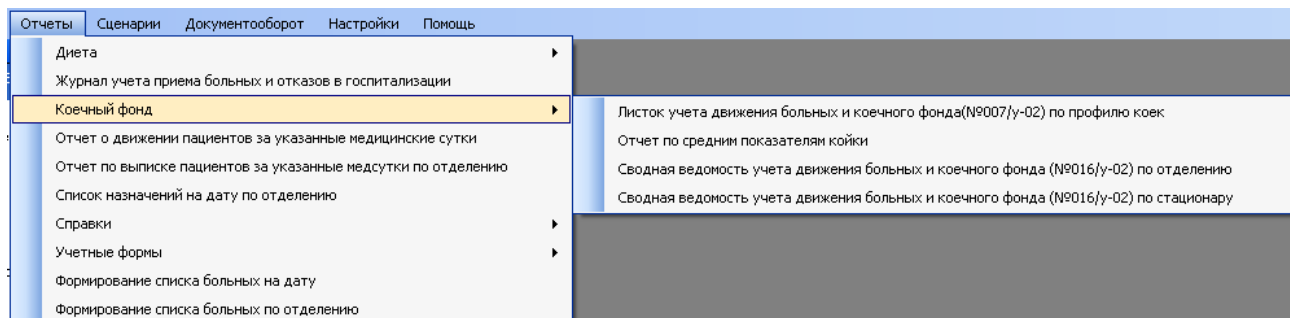 Отчеты Сценарии Документооборот Настройки Помощь
Диета
Журнал учета приема больных и отказов в госпитализации
Коечный фонд
Листок учета движения больных и коечного фонда(№007/у-02) по профилю коек
Отчет о движении пациентов за указанные медицинские сутки
Отчет по средним показателям койки
Отчет по выписке пациентов за указанные медсутки по отделению
Сводная ведомость учета движения больных и коечного фонда (№016/у-02) по отделению
Список назначений на дату по отделению
Сводная ведомость учета движения больных и коечного фонда (№016/у-02) по стационару
Справки
Учетные формы
Формирование списка больных на дату
Формирование списка больных по отделению